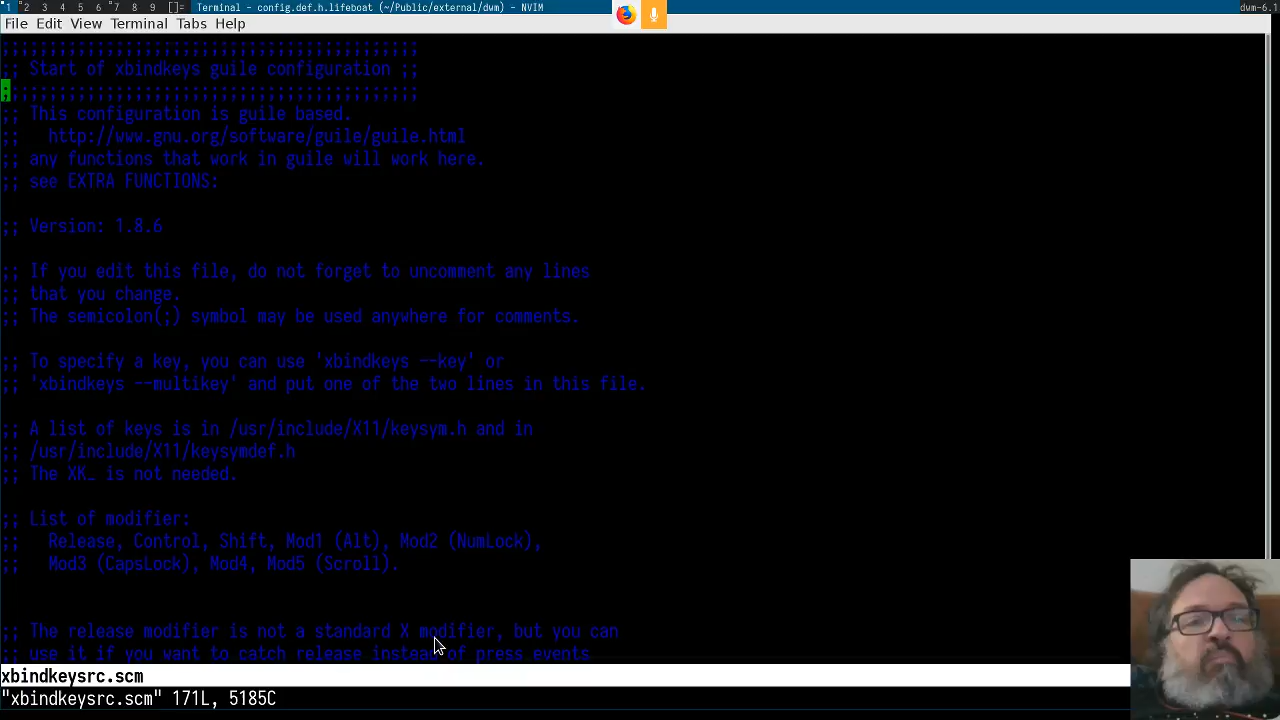 1 2 3 4 5 6 7 8 9 []= Terminal - config.def.h.lifeboat (~/Public/external/dwm) - NVIM dwm-6.1
File Edit View Terminal Tabs Help
;;;;;;;;;;;;;;;;;;;;;;;;;;;;;;;;;;;;;;;;;;;;
;; Start of xbindkeys guile configuration ;;
;;;;;;;;;;;;;;;;;;;;;;;;;;;;;;;;;;;;;;;;;;;;
;; This configuration is guile based.
;;   http://www.gnu.org/software/guile/guile.html
;; any functions that work in guile will work here.
;; see EXTRA FUNCTIONS:
;; Version: 1.8.6
;; If you edit this file, do not forget to uncomment any lines
;; that you change.
;; The semicolon(;) symbol may be used anywhere for comments.
;; To specify a key, you can use 'xbindkeys --key' or
;; 'xbindkeys --multikey' and put one of the two lines in this file.
;; A list of keys is in /usr/include/X11/keysym.h and in
;; /usr/include/X11/keysymdef.h
;; The XK_ is not needed.
;; List of modifier:
;;   Release, Control, Shift, Mod1 (Alt), Mod2 (NumLock),
;;   Mod3 (CapsLock), Mod4, Mod5 (Scroll).
;; The release modifier is not a standard X modifier, but you can
;; use it if you want to catch release instead of press events
xbindkeysrc.scm
"xbindkeysrc.scm" 171L, 5185C